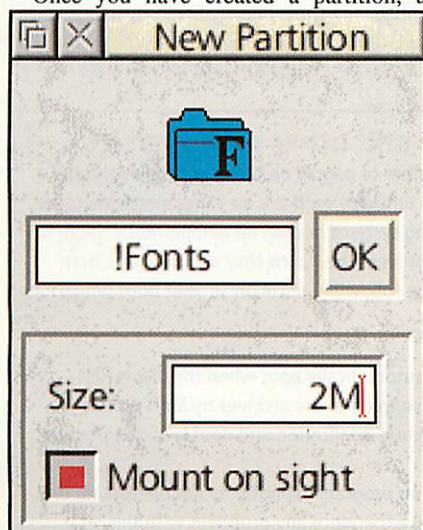 Once you have created a partition, t
New Partition
F
!Fonts
OK
Size:
2M
Mount on sight